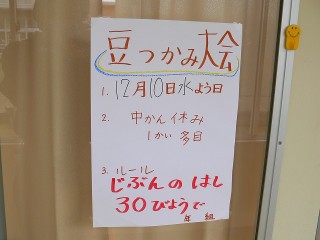 豆つかみ大会
1. 12月10日水よう日
2. 中かん休み
1かい 多目
3. ルール
じぶんの はし
30びょうで
年 組